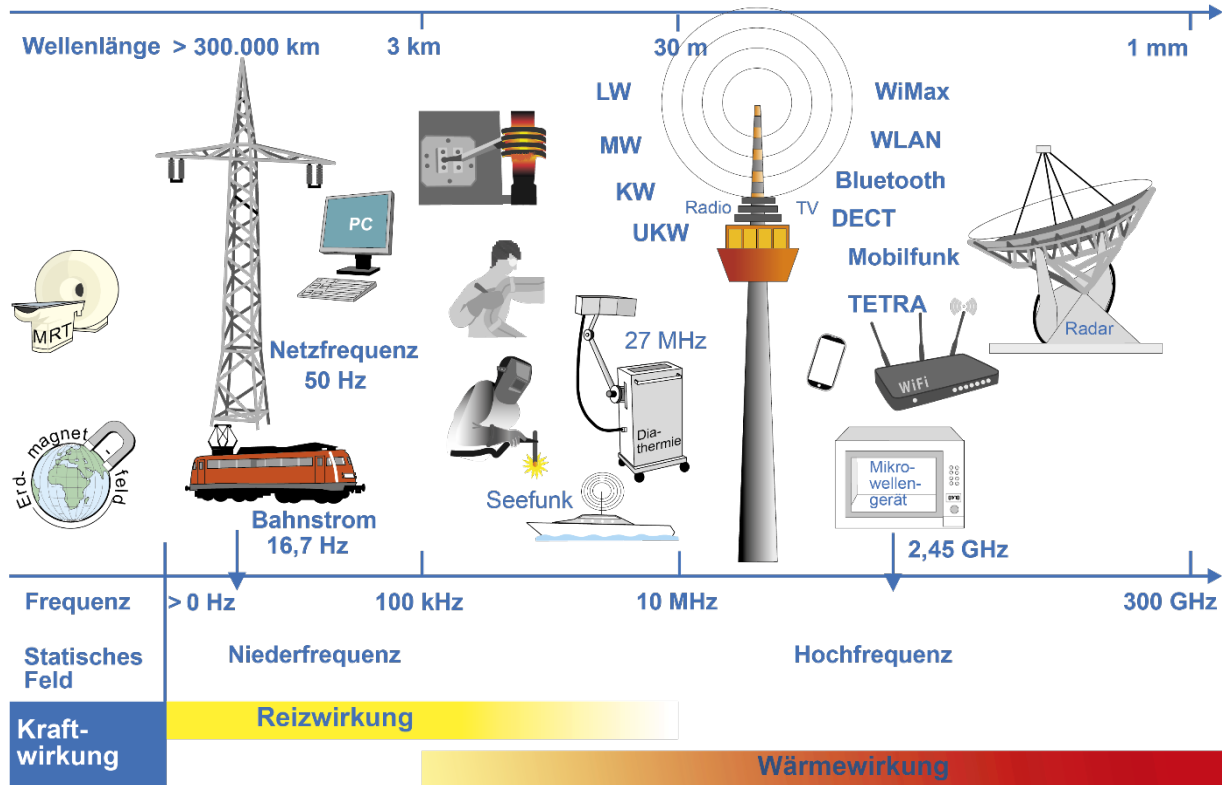 Wellenlänge > 300.000 km 3 km 30 m 1 mm
LW
WiMax
MW
WLAN
KW
Bluetooth
Radio
TV
UKW
DECT
Mobilfunk
TETRA
PC
MRT
Netzfrequenz
50 Hz
27 MHz
Radar
WiFi
Dia-
thermie
Erd-
magnet-
feld
Mikro-
wellen-
gerät
Seefunk
Bahnstrom
16,7 Hz
2,45 GHz
Frequenz > 0 Hz 100 kHz 10 MHz 300 GHz
Statisches
Feld
Niederfrequenz
Hochfrequenz
Kraft-
wirkung
Reizwirkung
Wärmewirkung